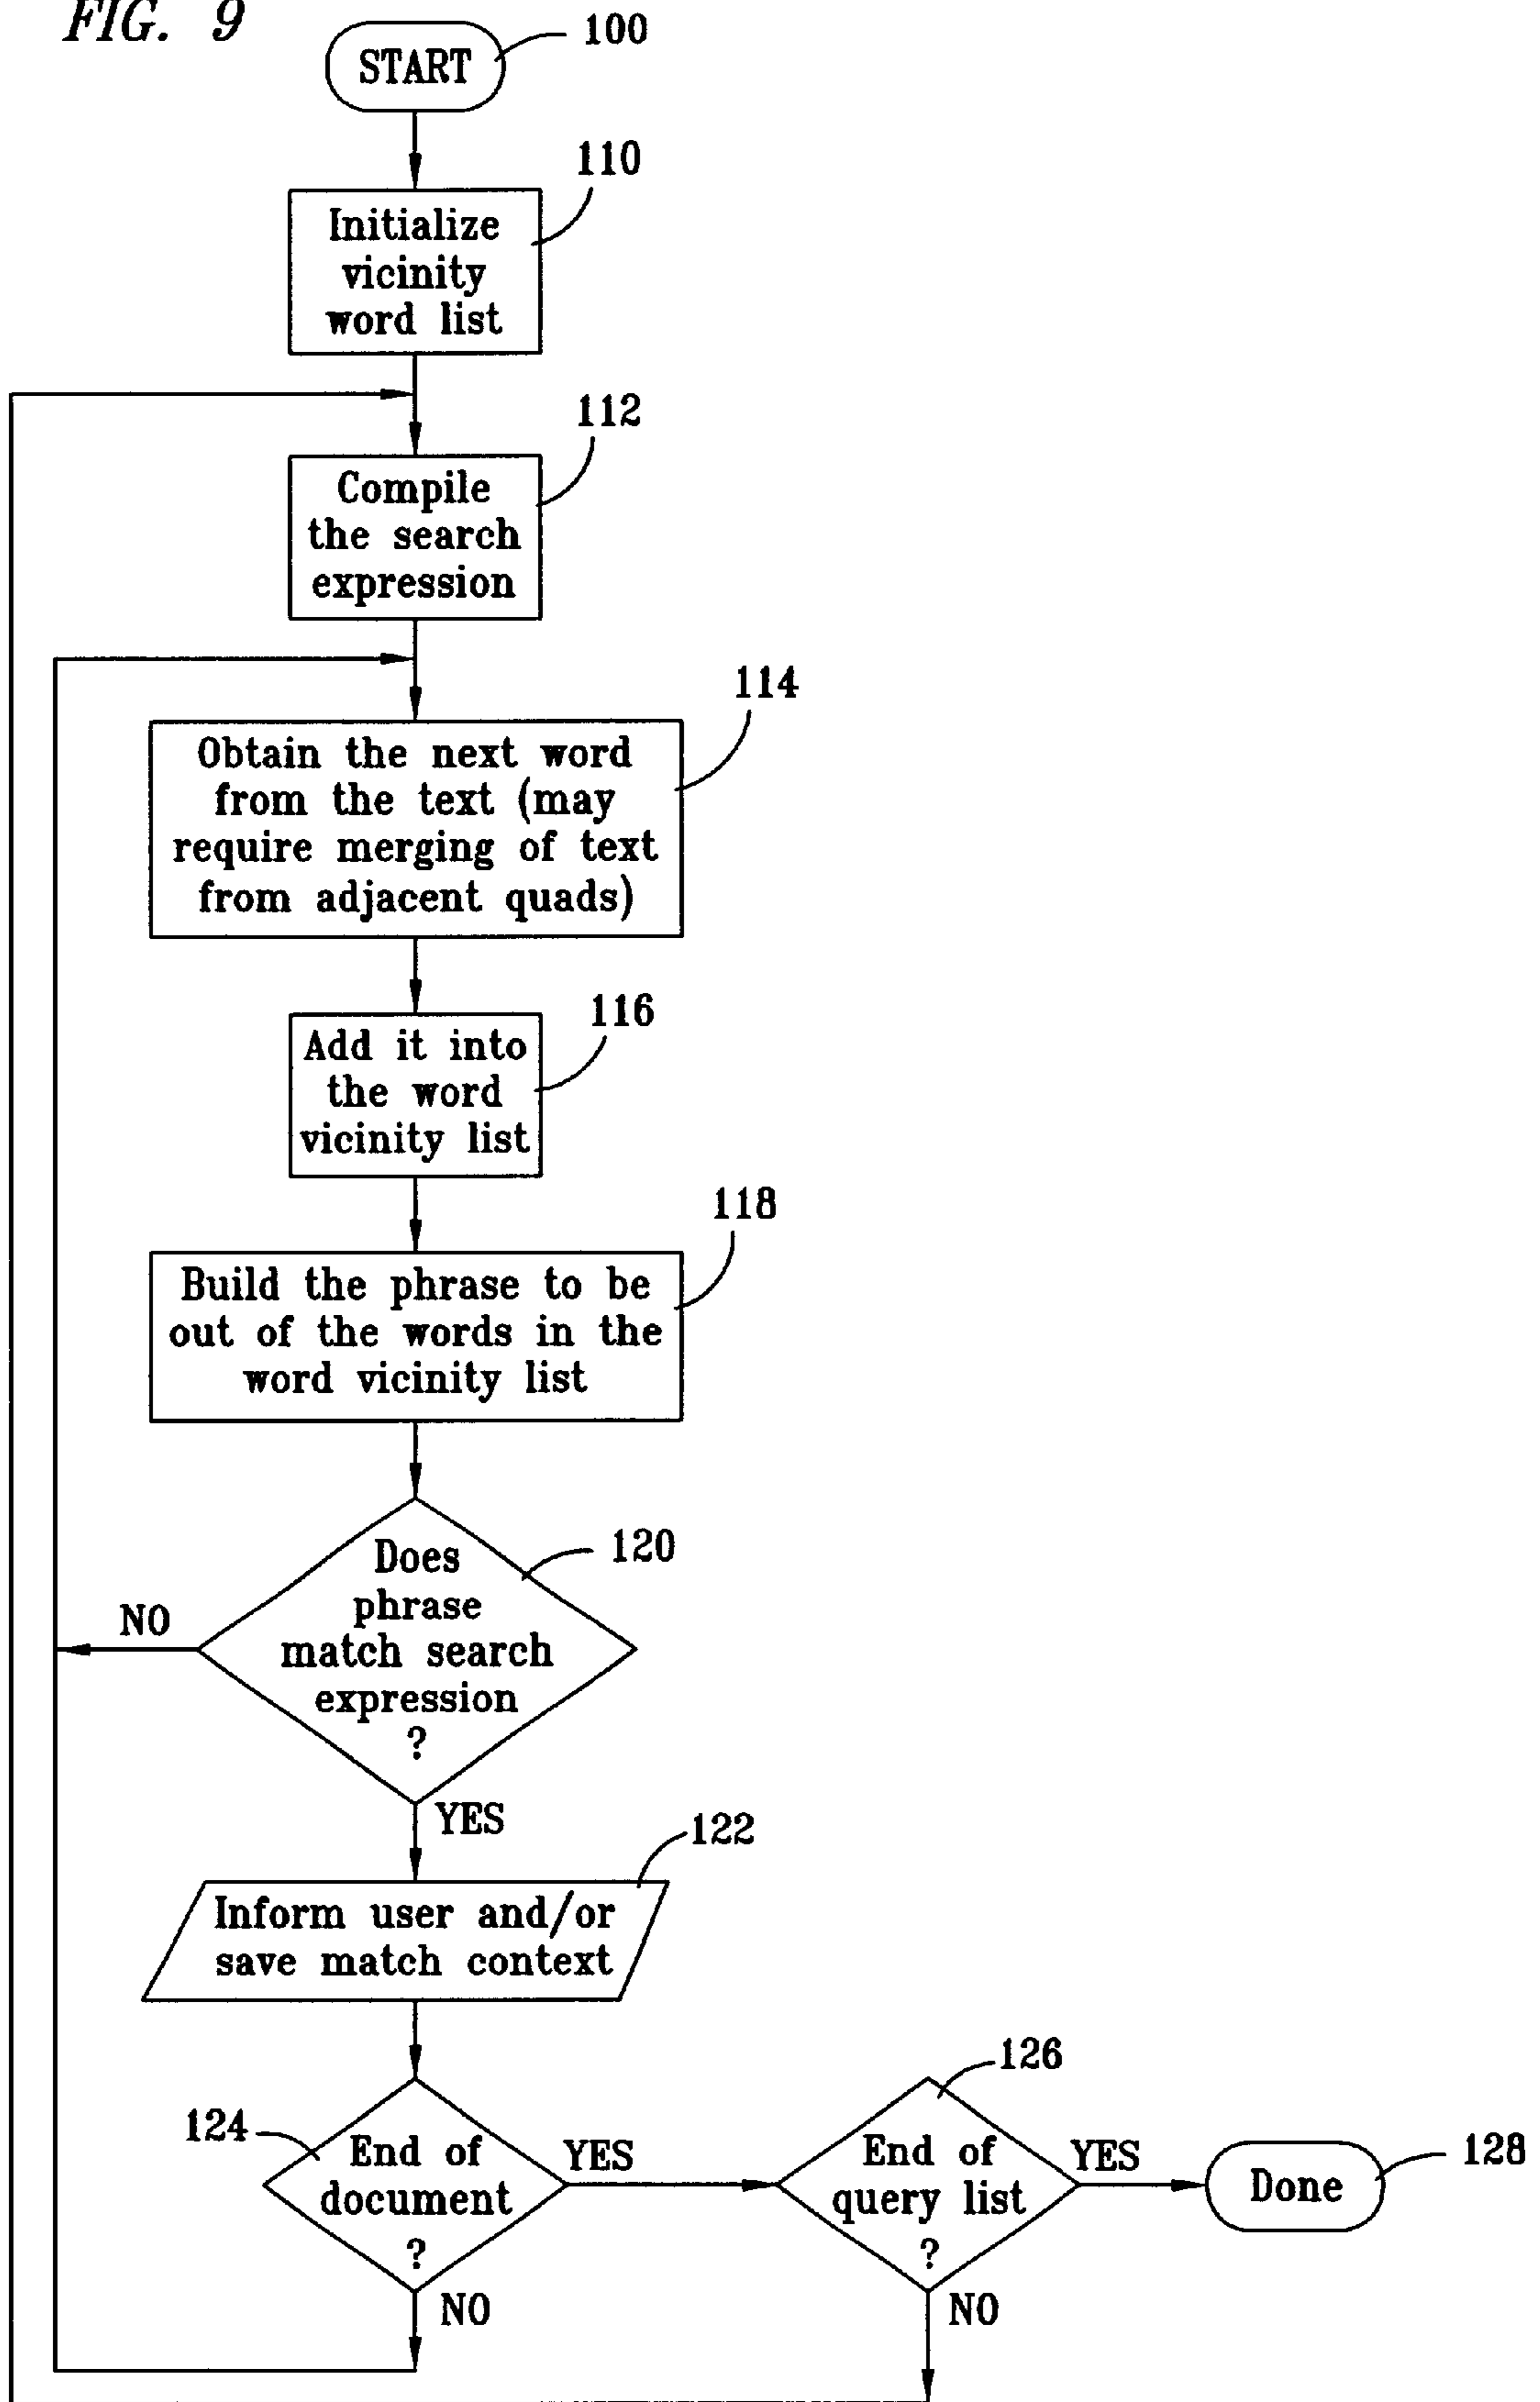 FIG. 9
START
100
110
Initialize
vicinity
word list
112
Compile
the search
expression
114
Obtain the next word
from the text (may
require merging of text
from adjacent quads)
116
Add it into
the word
vicinity list
118
Build the phrase to be
out of the words in the
word vicinity list
120
Does
phrase
match search
expression
?
NO
YES
122
Inform user and/or
save match context
124
End of
document
?
YES
NO
126
End of
query list
?
YES
NO
Done
128